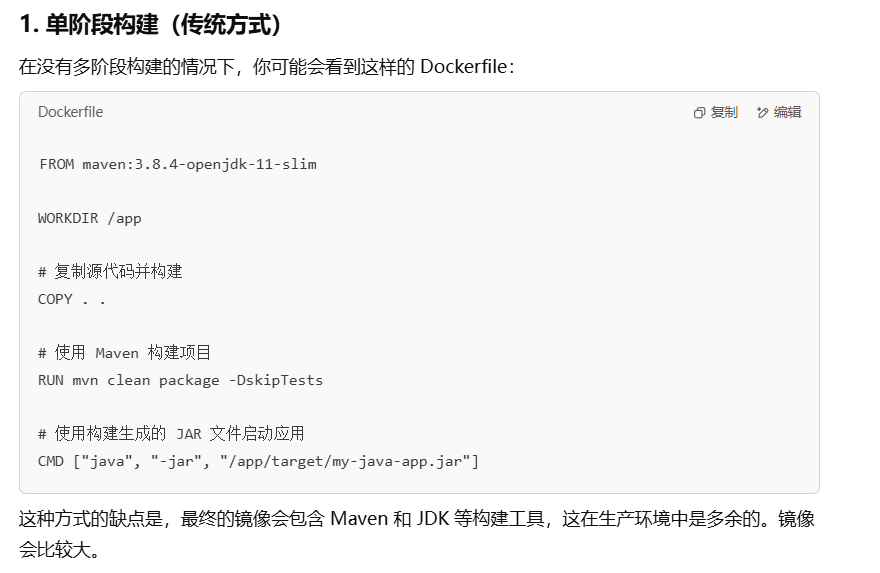 1. 单阶段构建（传统方式）
在没有多阶段构建的情况下，你可能会看到这样的 Dockerfile：
Dockerfile 复制 编辑
FROM maven:3.8.4-openjdk-11-slim
WORKDIR /app
# 复制源代码并构建
COPY . .
# 使用 Maven 构建项目
RUN mvn clean package -DskipTests
# 使用构建生成的 JAR 文件启动应用
CMD ["java", "-jar", "/app/target/my-java-app.jar"]
这种方式的缺点是，最终的镜像会包含 Maven 和 JDK 等构建工具，这在生产环境中是多余的。镜像
会比较大。